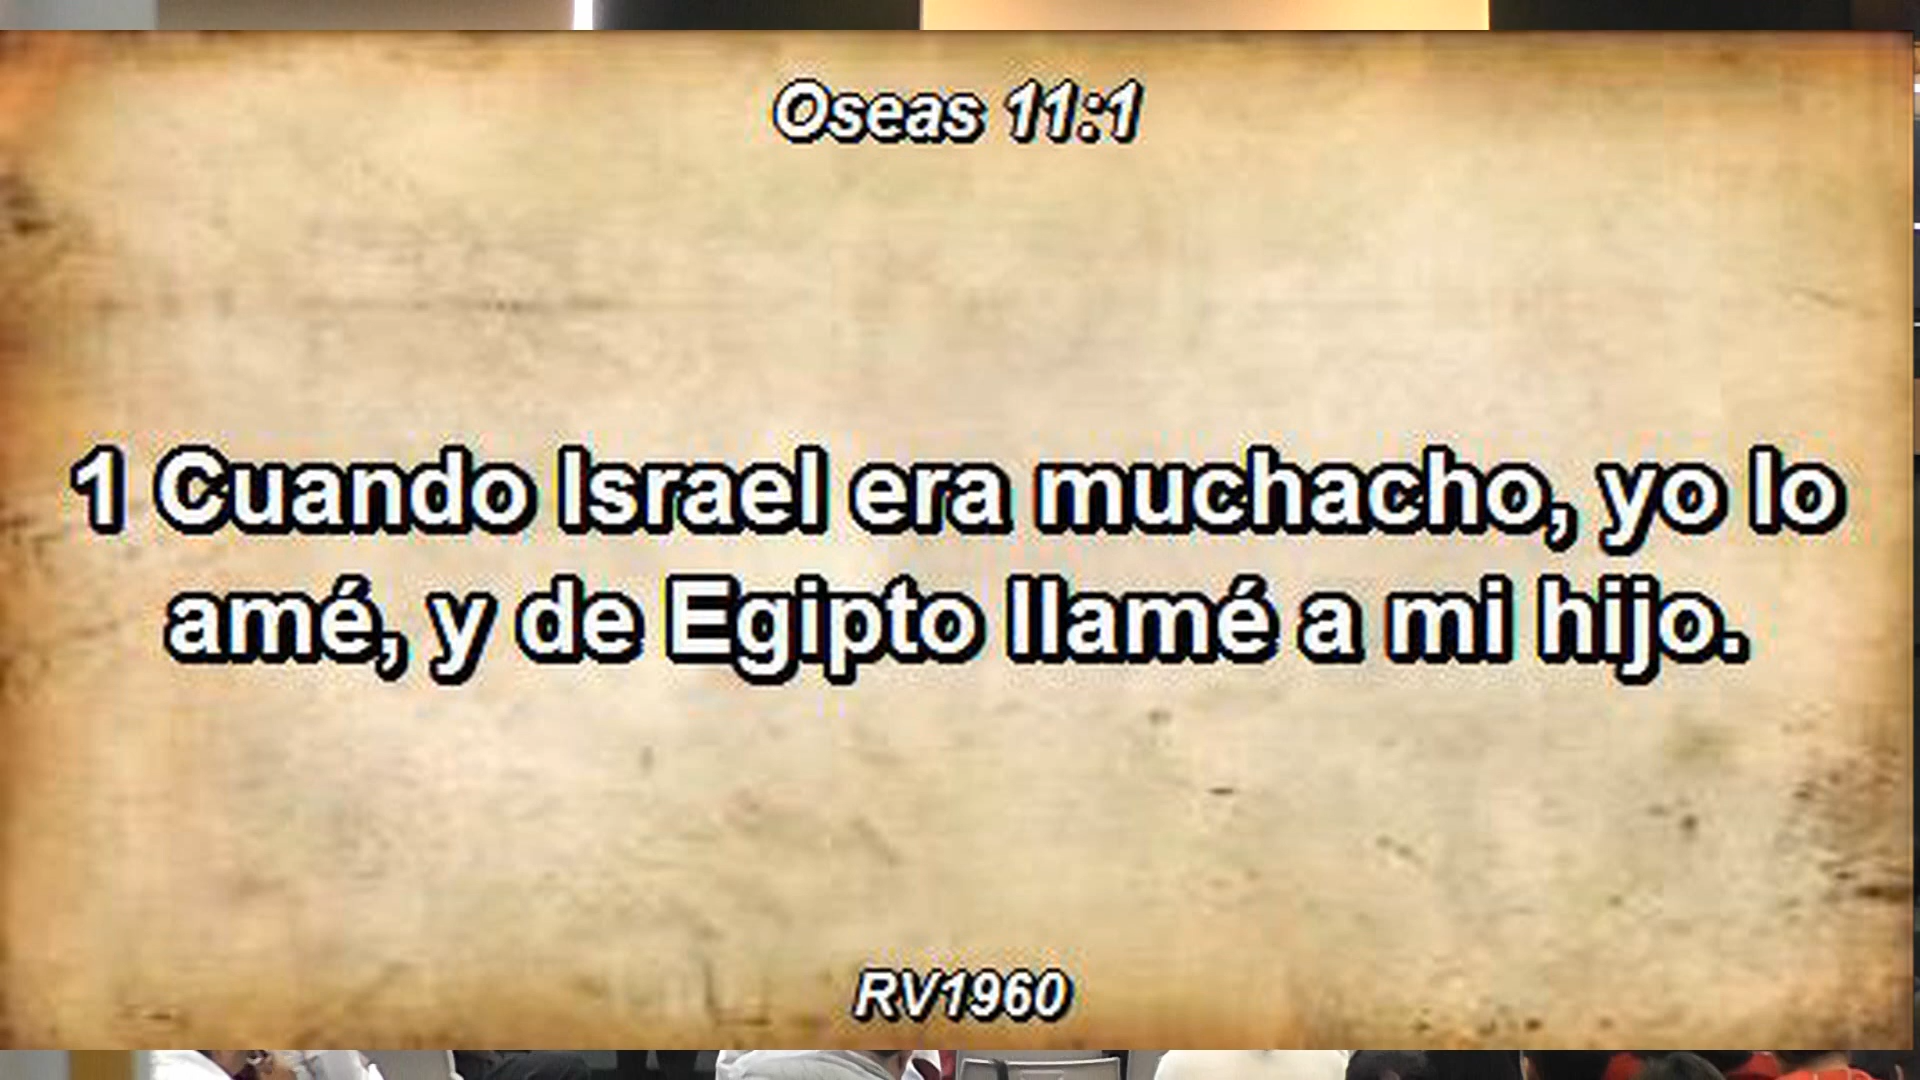 Oseas 11:1
1 Cuando Israel era muchacho, yo lo
amé, y de Egipto llamé a mi hijo.
RV1960